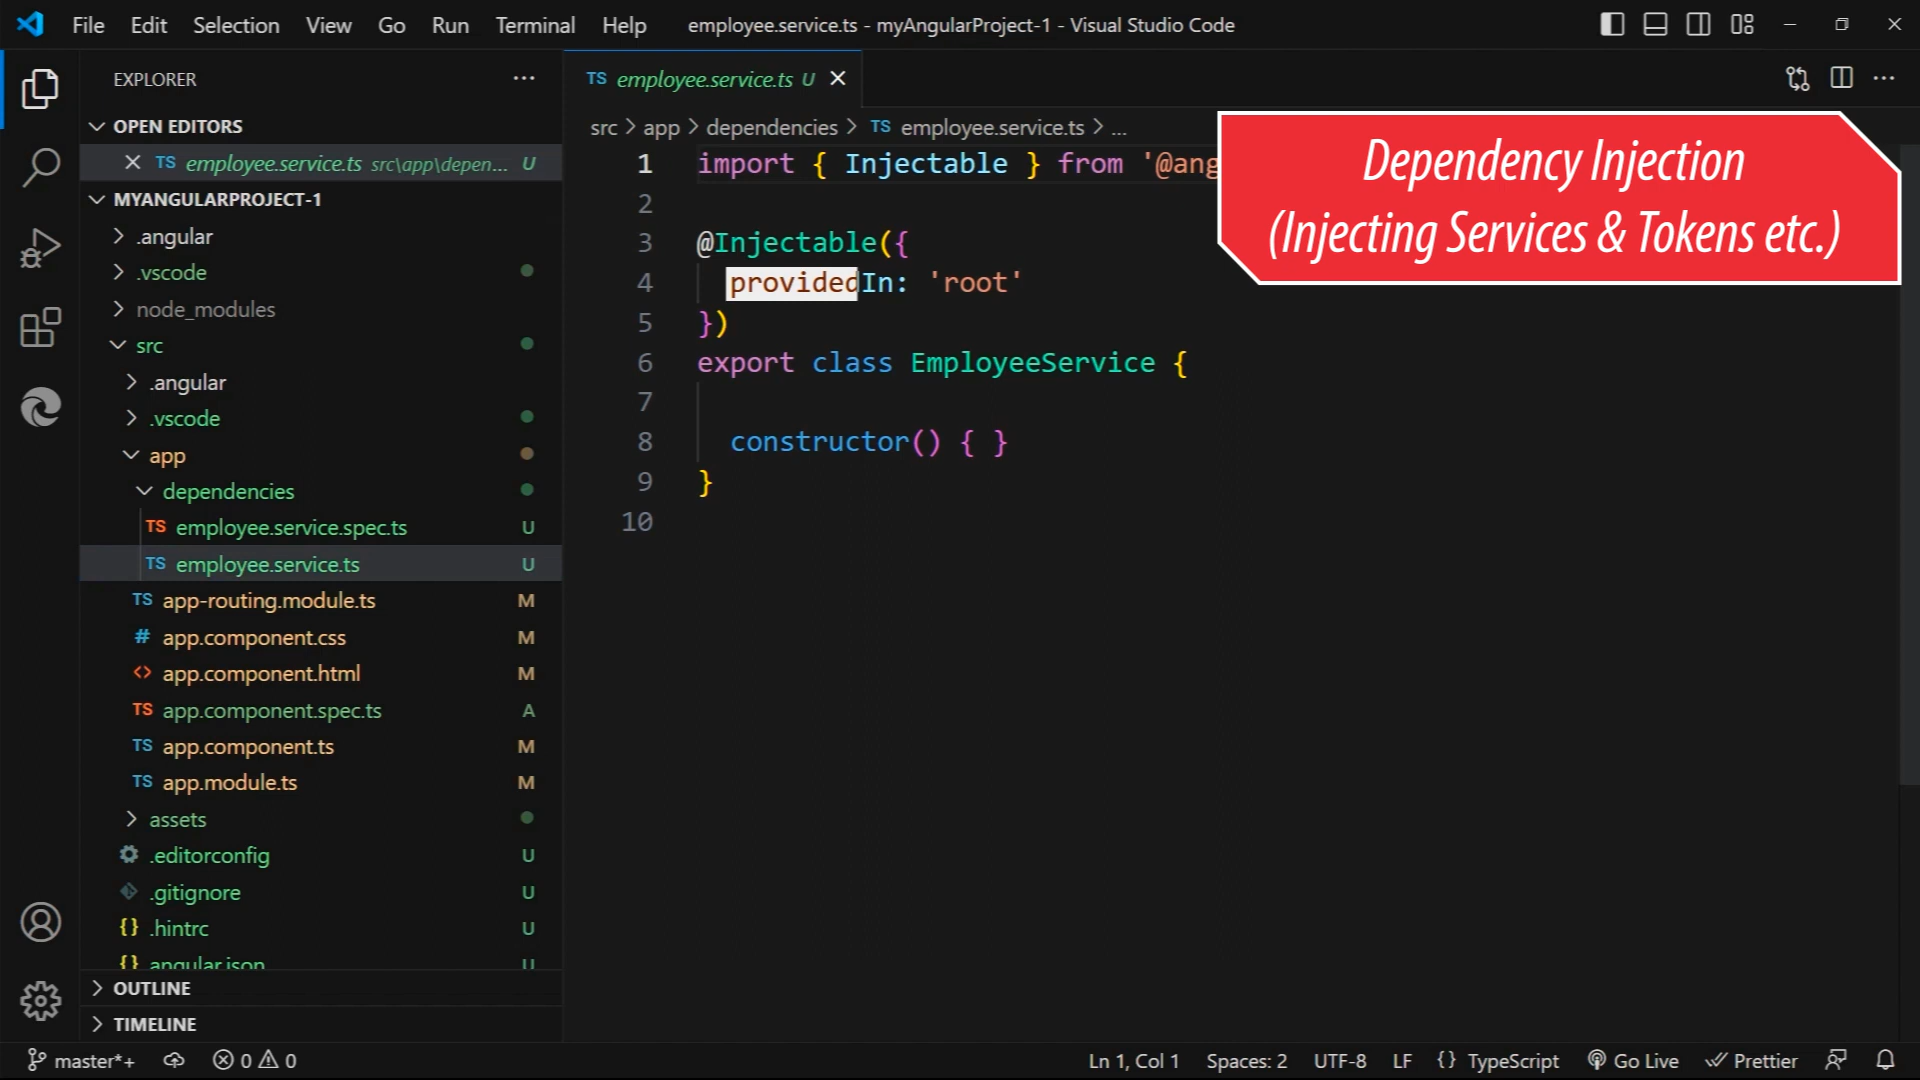 File Edit Selection View Go Run Terminal Help employee.service.ts - myAngularProject-1 - Visual Studio Code
EXPLORER
OPEN EDITORS
TS employee.service.ts src\app\depen... U
MYANGULARPROJECT-1
.angular
.vscode
node_modules
src
.angular
.vscode
app
dependencies
TS employee.service.spec.ts U
TS employee.service.ts U
TS app-routing.module.ts M
# app.component.css M
<> app.component.html M
TS app.component.spec.ts A
TS app.component.ts M
TS app.module.ts M
assets
.editorconfig U
.gitignore U
{} .hintrc U
{} angular.json U
OUTLINE
TIMELINE
TS employee.service.ts U
src > app > dependencies > TS employee.service.ts > ...
1 import { Injectable } from '@ang
2
3 @Injectable({
4 providedIn: 'root'
5 })
6 export class EmployeeService {
7
8 constructor() { }
9 }
10
Dependency Injection
(Injecting Services & Tokens etc.)
master*+ 0 0 Ln 1, Col 1 Spaces: 2 UTF-8 LF {} TypeScript Go Live Prettier